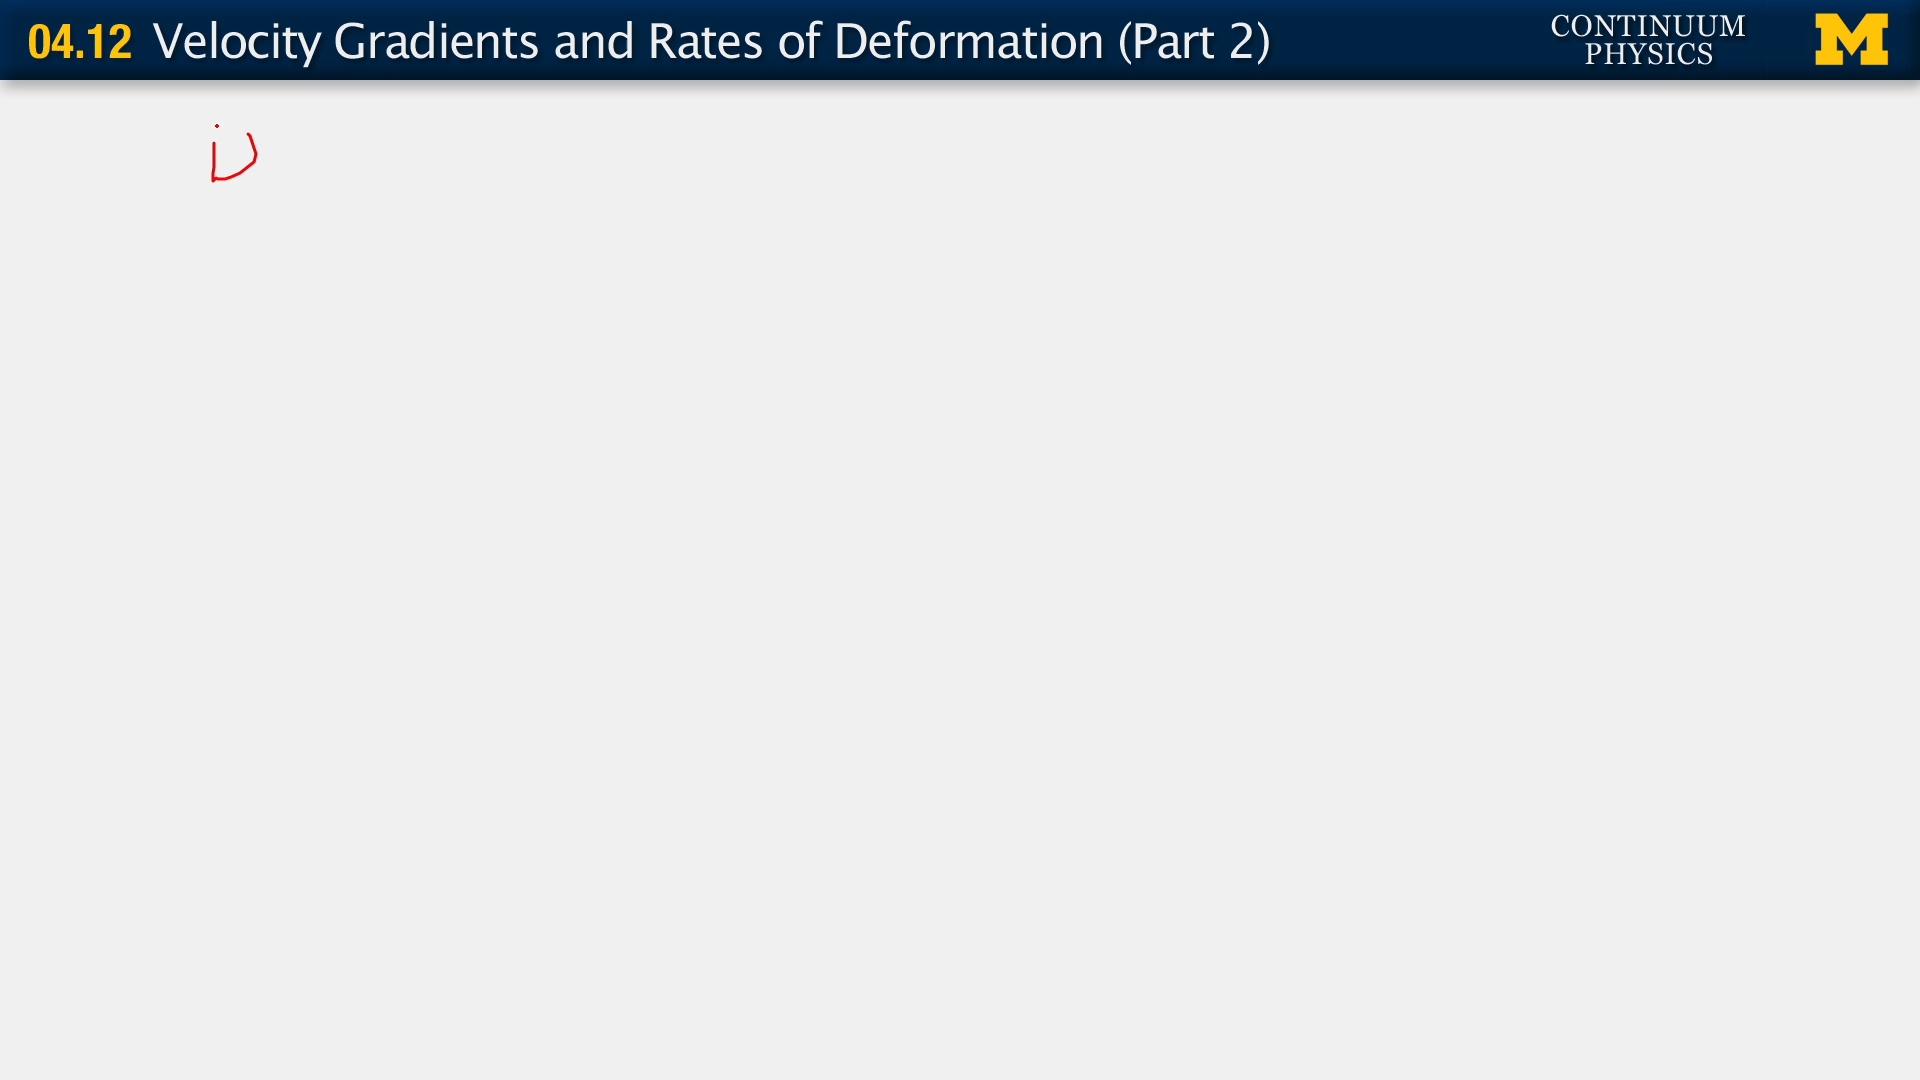 04.12 Velocity Gradients and Rates of Deformation (Part 2)
CONTINUUM
PHYSICS
M